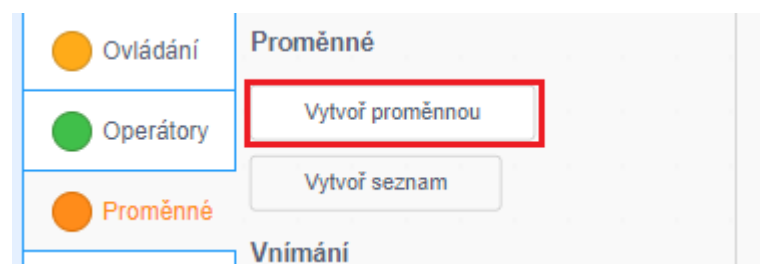 Ovládání
Operátory
Proměnné
Proměnné
Vytvoř proměnnou
Vytvoř seznam
Vnímání